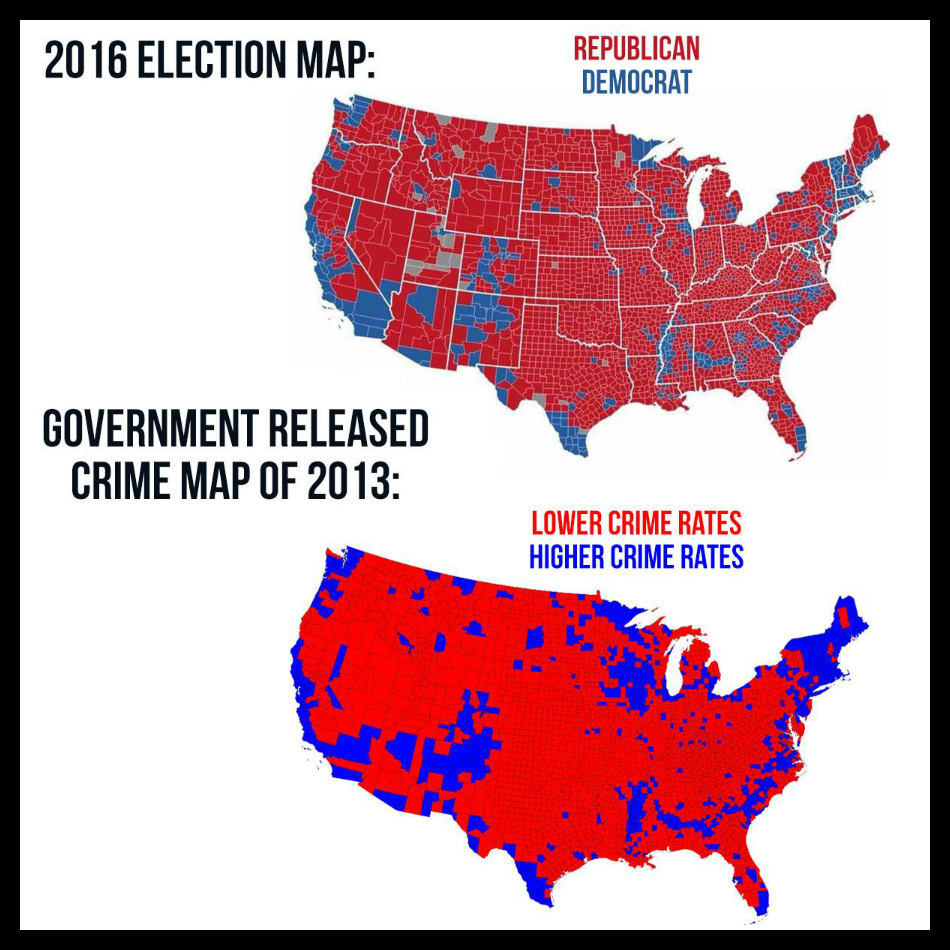 2016 ELECTION MAP:
REPUBLICAN
DEMOCRAT
GOVERNMENT RELEASED
CRIME MAP OF 2013:
LOWER CRIME RATES
HIGHER CRIME RATES